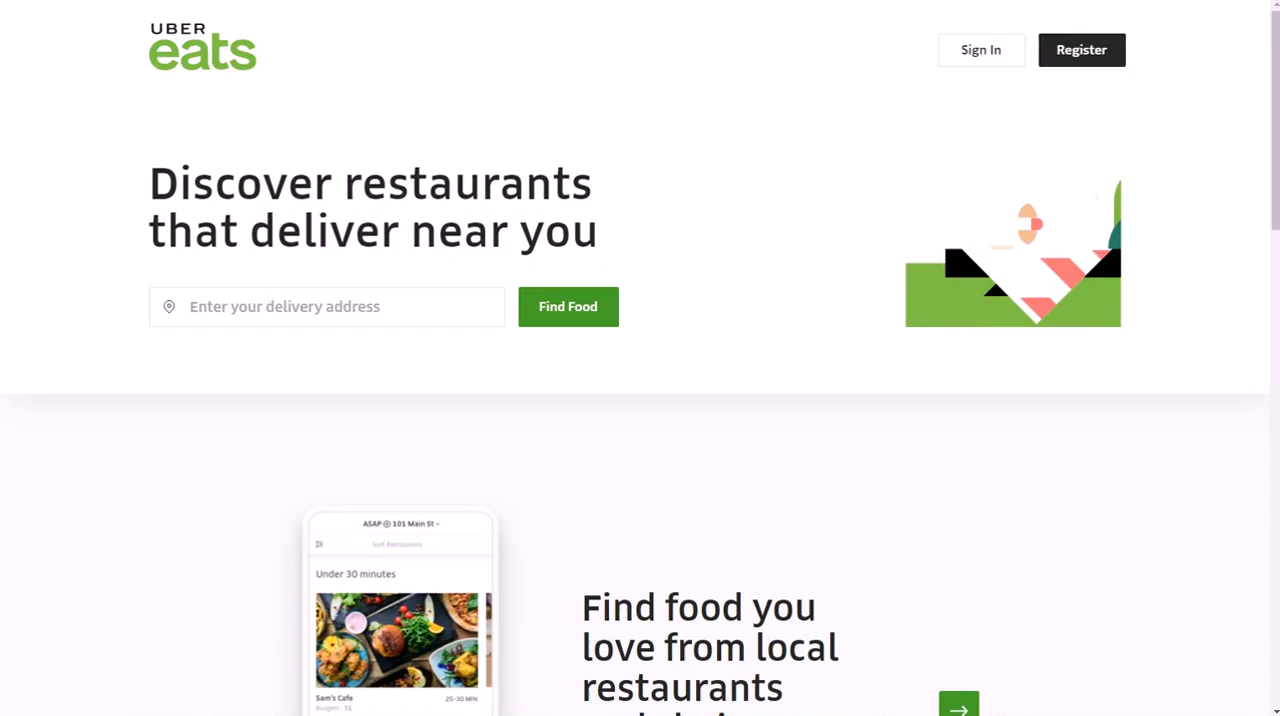 UBER
eats
Sign In
Register
Discover restaurants
that deliver near you
Enter your delivery address
Find Food
ASAP
101 Main St
Under 30 minutes
Sam's Cafe
25-30 MIN
Burgers · $$
Find food you
love from local
restaurants